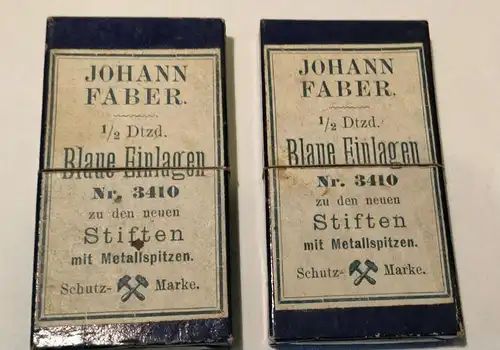 JOHANN
FABER.
1/2 Dtzd.
Blaue Einlagen
Nr. 3410
zu den neuen
Stiften
mit Metallspitzen.
Schutz- Marke.
JOHANN
FABER.
1/2 Dtzd.
Blaue Einlagen
Nr. 3410
zu den neuen
Stiften
mit Metallspitzen.
Schutz- Marke.